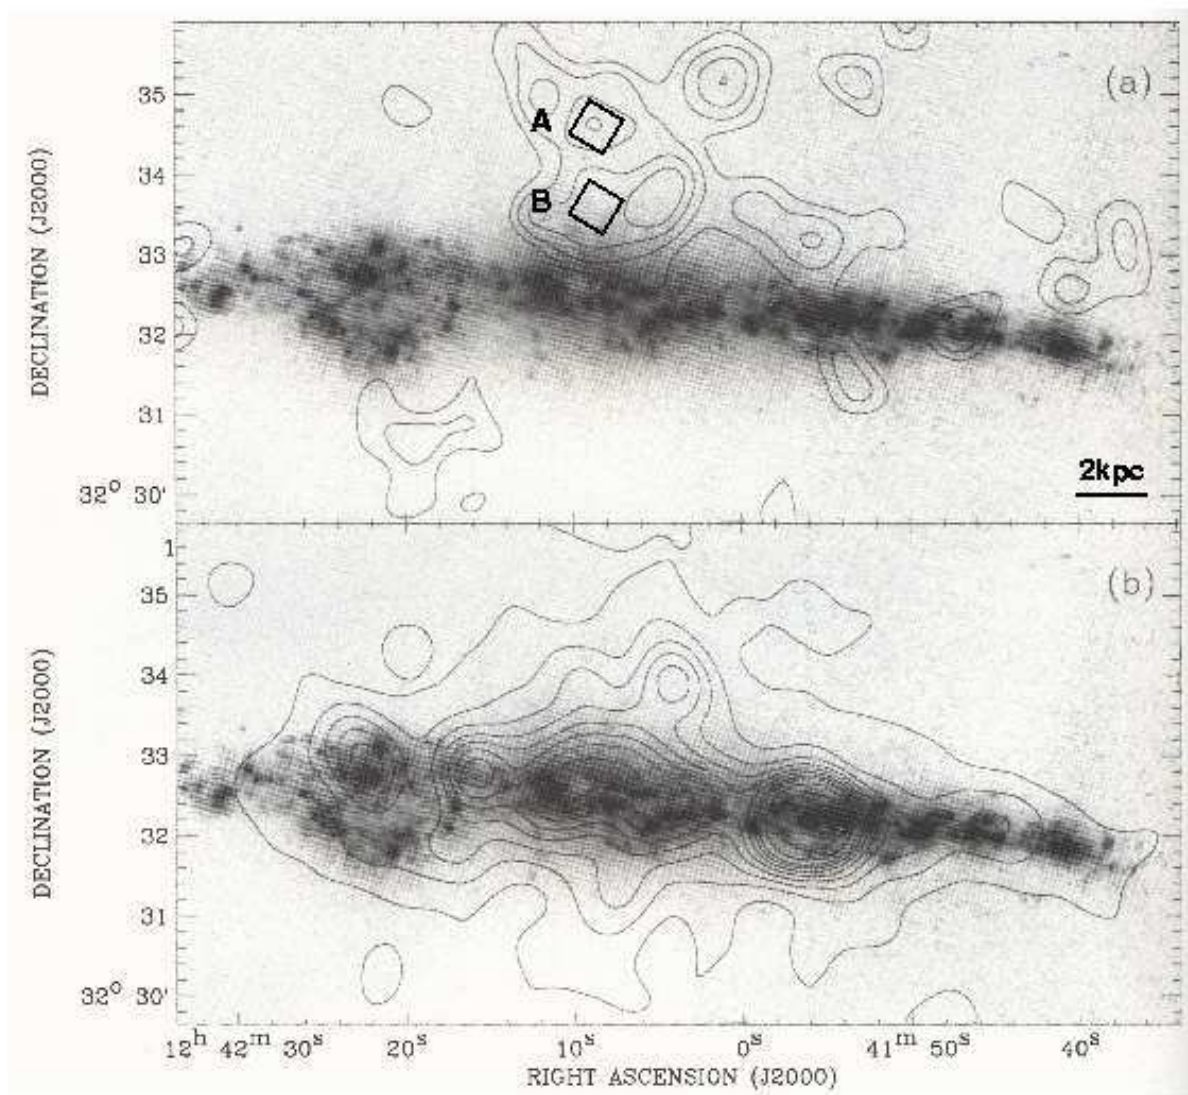 (a)
35
A
34
B
33
32
31
32° 30'
DECLINATION (J2000)
2kpc
1
(b)
35
34
33
32
31
32° 30'
DECLINATION (J2000)
12h 42m 30s 20s 10s 0s 41m 50s 40s
RIGHT ASCENSION (J2000)